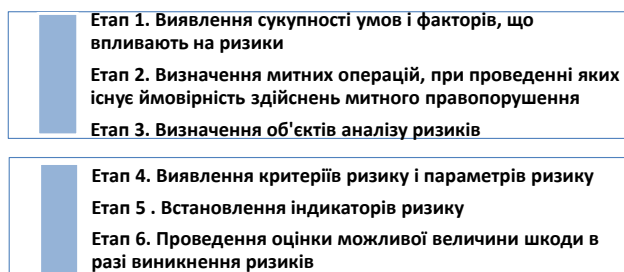 Етап 1. Виявлення сукупності умов і факторів, що
впливають на ризики
Етап 2. Визначення митних операцій, при проведенні яких
існує ймовірність здійснень митного правопорушення
Етап 3. Визначення об'єктів аналізу ризиків
Етап 4. Виявлення критеріїв ризику і параметрів ризику
Етап 5 . Встановлення індикаторів ризику
Етап 6. Проведення оцінки можливої величини шкоди в
разі виникнення ризиків